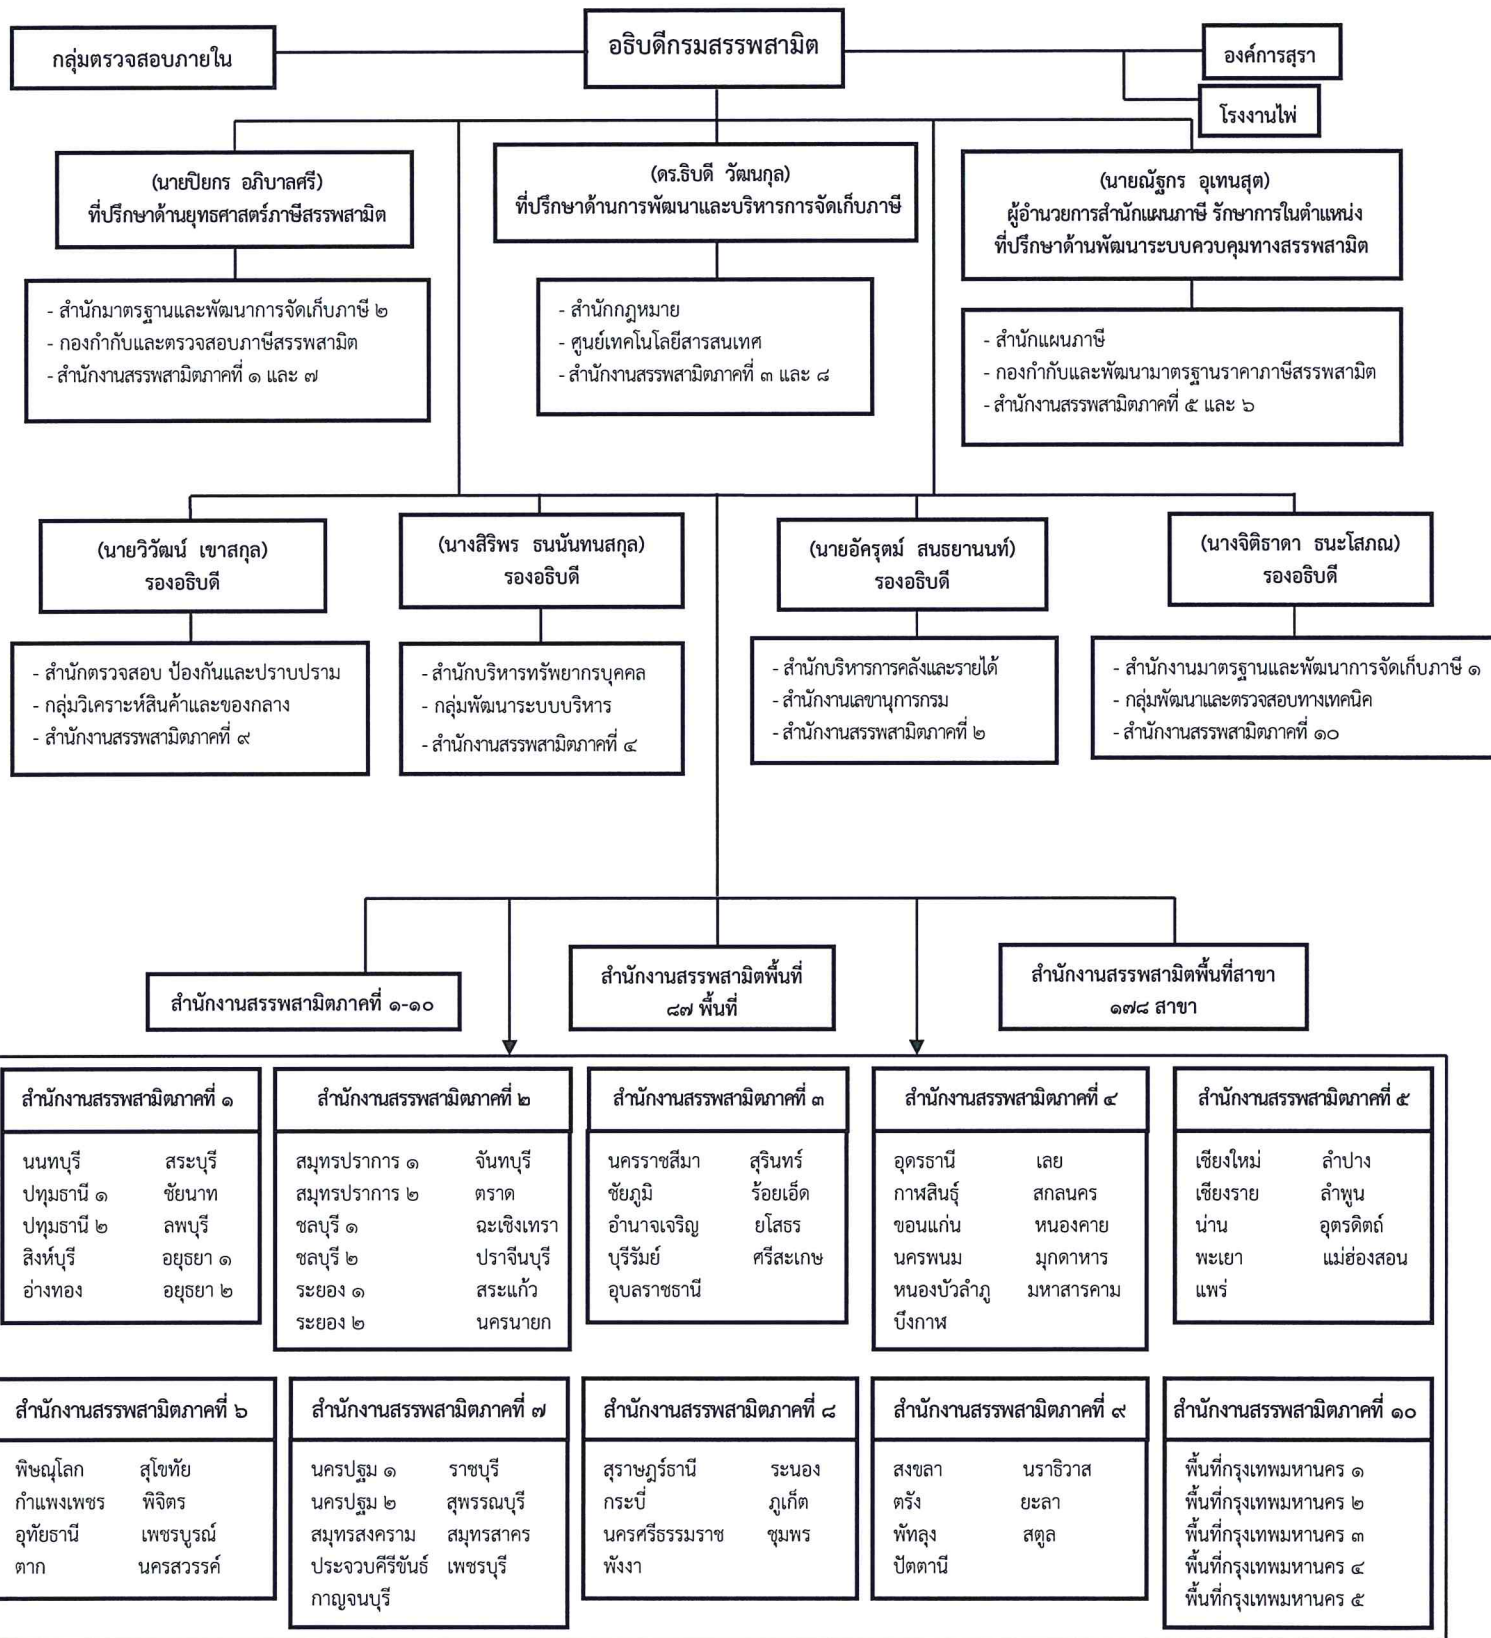 อธิบดีกรมสรรพสามิต
กลุ่มตรวจสอบภายใน
องค์การสุรา
โรงงานไพ่
(นายปิยกร อภิบาลศรี)
ที่ปรึกษาด้านยุทธศาสตร์ภาษีสรรพสามิต
- สำนักมาตรฐานและพัฒนาการจัดเก็บภาษี ๒
- กองกำกับและตรวจสอบภาษีสรรพสามิต
- สำนักงานสรรพสามิตภาคที่ ๑ และ ๗
(ดร.ธิบดี วัฒนกุล)
ที่ปรึกษาด้านการพัฒนาและบริหารการจัดเก็บภาษี
- สำนักกฎหมาย
- ศูนย์เทคโนโลยีสารสนเทศ
- สำนักงานสรรพสามิตภาคที่ ๓ และ ๘
(นายณัฐกร อุเทนสุต)
ผู้อำนวยการสำนักแผนภาษี รักษาการในตำแหน่ง
ที่ปรึกษาด้านพัฒนาระบบควบคุมทางสรรพสามิต
- สำนักแผนภาษี
- กองกำกับและพัฒนามาตรฐานราคาภาษีสรรพสามิต
- สำนักงานสรรพสามิตภาคที่ ๕ และ ๖
(นายวิวัฒน์ เขาสกุล)
รองอธิบดี
- สำนักตรวจสอบ ป้องกันและปราบปราม
- กลุ่มวิเคราะห์สินค้าและของกลาง
- สำนักงานสรรพสามิตภาคที่ ๙
(นางสิริพร ธนนันทนสกุล)
รองอธิบดี
- สำนักบริหารทรัพยากรบุคคล
- กลุ่มพัฒนาระบบบริหาร
- สำนักงานสรรพสามิตภาคที่ ๔
(นายอัครุตม์ สนธยานนท์)
รองอธิบดี
- สำนักบริหารการคลังและรายได้
- สำนักงานเลขานุการกรม
- สำนักงานสรรพสามิตภาคที่ ๒
(นางจิติธาดา ธนะโสภณ)
รองอธิบดี
- สำนักงานมาตรฐานและพัฒนาการจัดเก็บภาษี ๑
- กลุ่มพัฒนาและตรวจสอบทางเทคนิค
- สำนักงานสรรพสามิตภาคที่ ๑๐
สำนักงานสรรพสามิตภาคที่ ๑-๑๐
สำนักงานสรรพสามิตพื้นที่
๘๗ พื้นที่
สำนักงานสรรพสามิตพื้นที่สาขา
๑๗๘ สาขา
สำนักงานสรรพสามิตภาคที่ ๑
นนทบุรี สระบุรี
ปทุมธานี ๑ ชัยนาท
ปทุมธานี ๒ ลพบุรี
สิงห์บุรี อยุธยา ๑
อ่างทอง อยุธยา ๒
สำนักงานสรรพสามิตภาคที่ ๒
สมุทรปราการ ๑ จันทบุรี
สมุทรปราการ ๒ ตราด
ชลบุรี ๑ ฉะเชิงเทรา
ชลบุรี ๒ ปราจีนบุรี
ระยอง ๑ สระแก้ว
ระยอง ๒ นครนายก
สำนักงานสรรพสามิตภาคที่ ๓
นครราชสีมา สุรินทร์
ชัยภูมิ ร้อยเอ็ด
อำนาจเจริญ ยโสธร
บุรีรัมย์ ศรีสะเกษ
อุบลราชธานี
สำนักงานสรรพสามิตภาคที่ ๔
อุดรธานี เลย
กาฬสินธุ์ สกลนคร
ขอนแก่น หนองคาย
นครพนม มุกดาหาร
หนองบัวลำภู มหาสารคาม
บึงกาฬ
สำนักงานสรรพสามิตภาคที่ ๕
เชียงใหม่ ลำปาง
เชียงราย ลำพูน
น่าน อุตรดิตถ์
พะเยา แม่ฮ่องสอน
แพร่
สำนักงานสรรพสามิตภาคที่ ๖
พิษณุโลก สุโขทัย
กำแพงเพชร พิจิตร
อุทัยธานี เพชรบูรณ์
ตาก นครสวรรค์
สำนักงานสรรพสามิตภาคที่ ๗
นครปฐม ๑ ราชบุรี
นครปฐม ๒ สุพรรณบุรี
สมุทรสงคราม สมุทรสาคร
ประจวบคีรีขันธ์ เพชรบุรี
กาญจนบุรี
สำนักงานสรรพสามิตภาคที่ ๘
สุราษฎร์ธานี ระนอง
กระบี่ ภูเก็ต
นครศรีธรรมราช ชุมพร
พังงา
สำนักงานสรรพสามิตภาคที่ ๙
สงขลา นราธิวาส
ตรัง ยะลา
พัทลุง สตูล
ปัตตานี
สำนักงานสรรพสามิตภาคที่ ๑๐
พื้นที่กรุงเทพมหานคร ๑
พื้นที่กรุงเทพมหานคร ๒
พื้นที่กรุงเทพมหานคร ๓
พื้นที่กรุงเทพมหานคร ๔
พื้นที่กรุงเทพมหานคร ๕